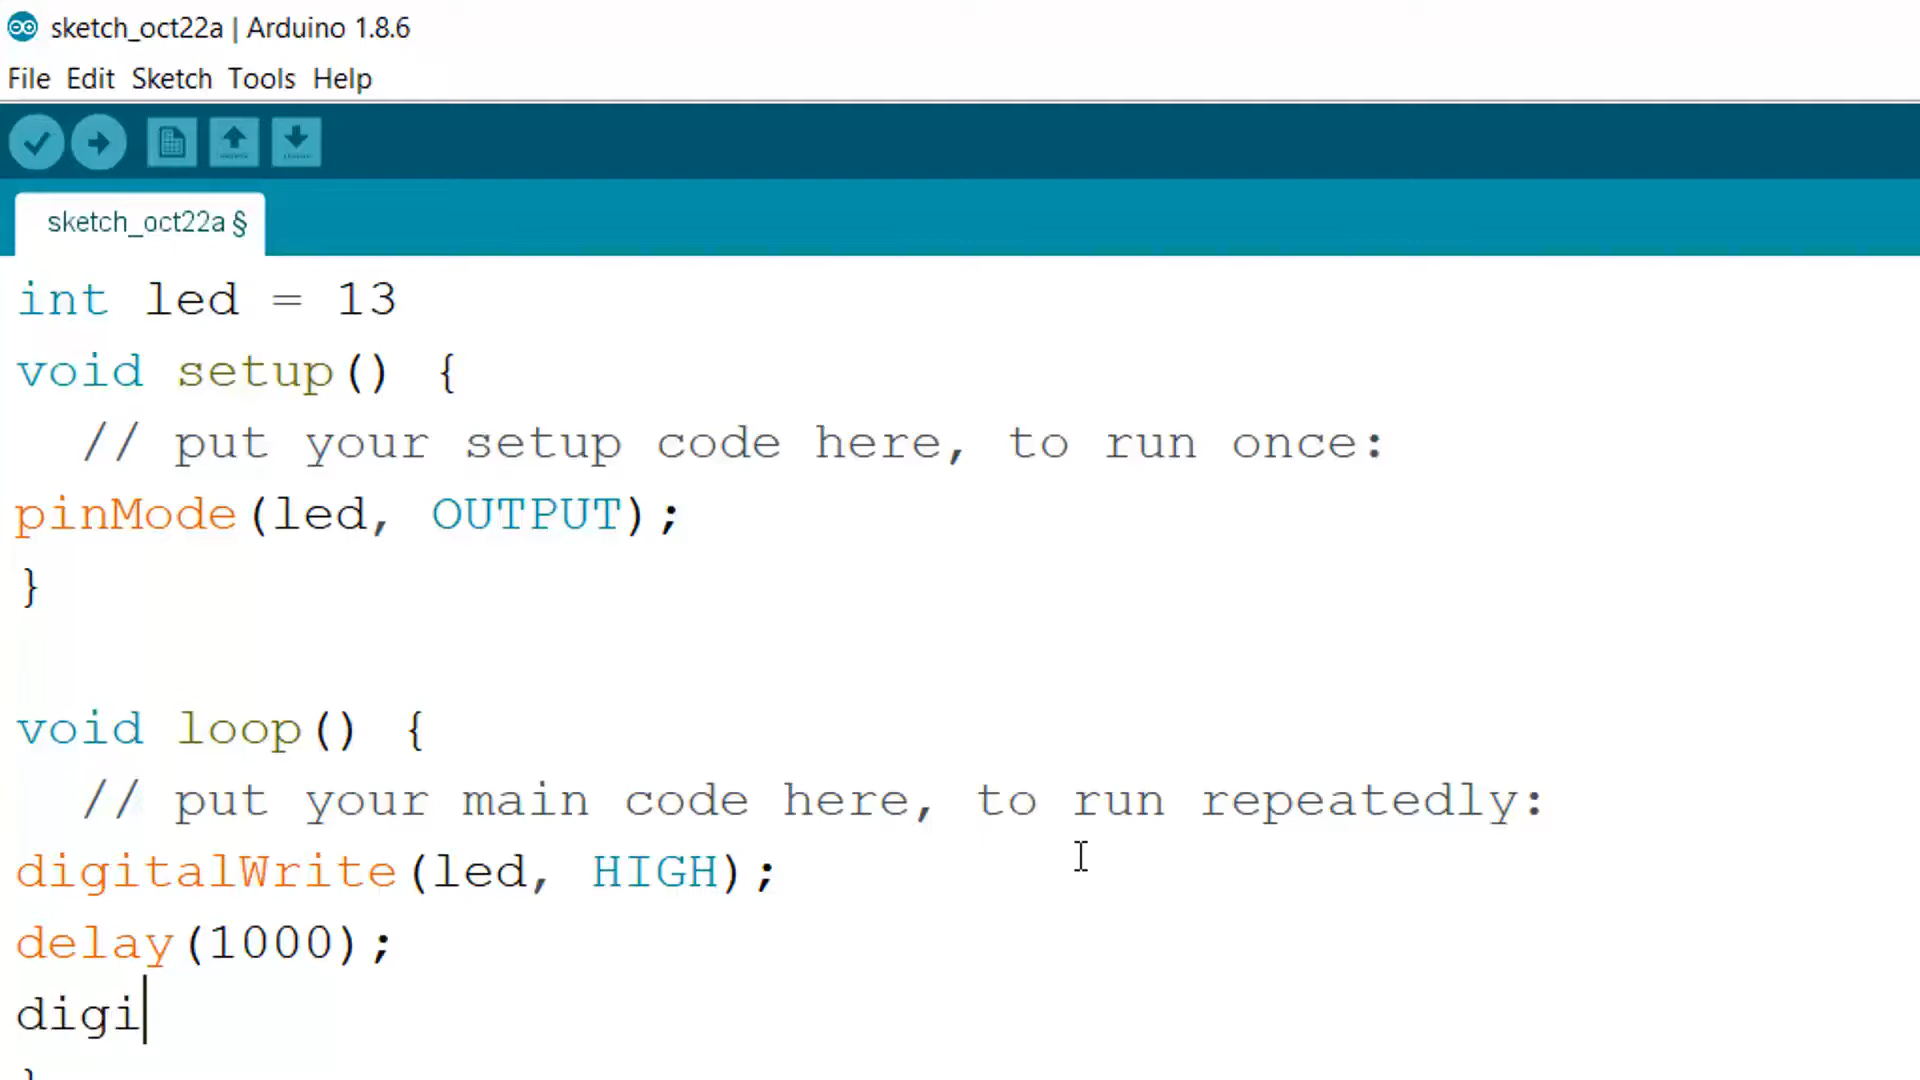 sketch_oct22a | Arduino 1.8.6
File Edit Sketch Tools Help
sketch_oct22a §
int led = 13
void setup() {
  // put your setup code here, to run once:
pinMode(led, OUTPUT);
}
void loop() {
  // put your main code here, to run repeatedly:
digitalWrite(led, HIGH);
delay(1000);
digi
}